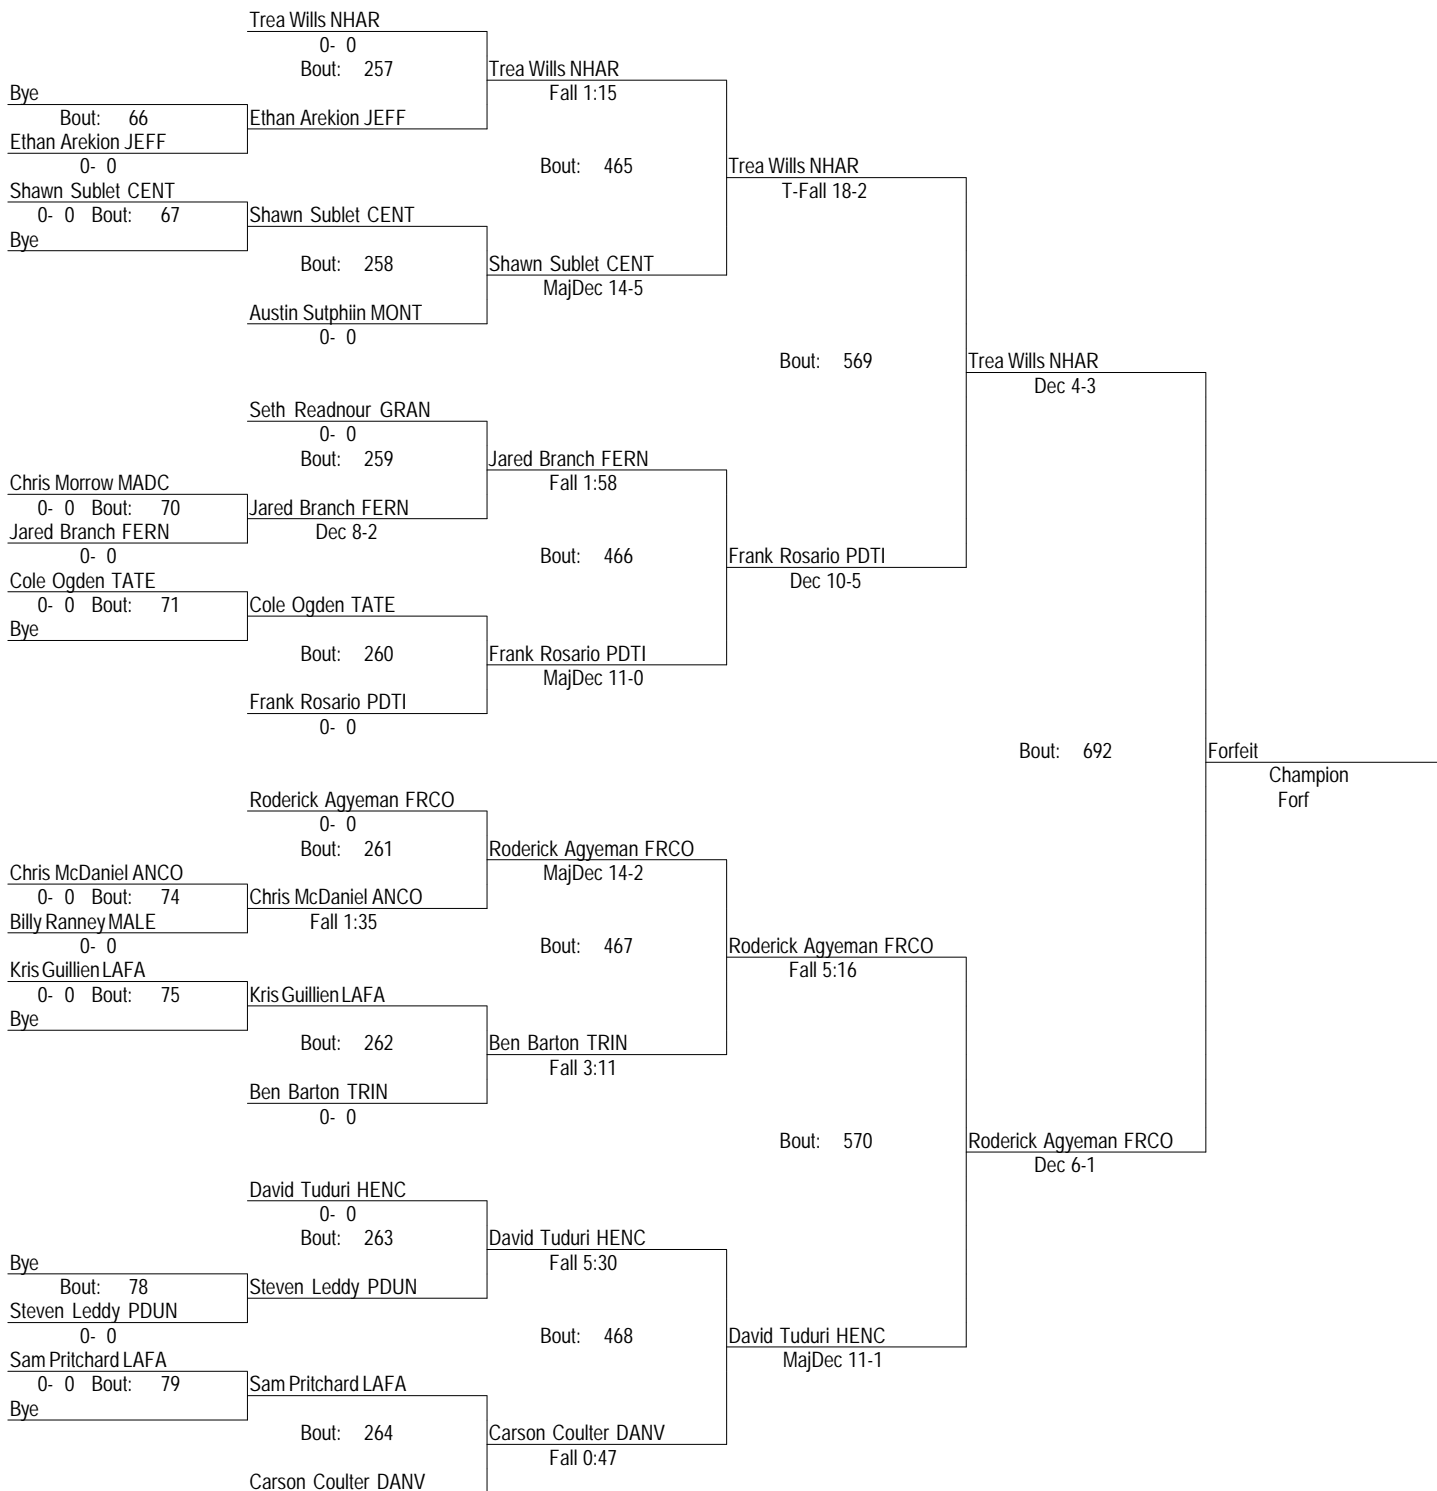 Trea Wills NHAR
0- 0
Bout: 257
Trea Wills NHAR
Fall 1:15
Bye
Bout: 66
Ethan Arekion JEFF
Ethan Arekion JEFF
0- 0
Bout: 465
Trea Wills NHAR
T-Fall 18-2
Shawn Sublet CENT
0- 0 Bout: 67
Shawn Sublet CENT
Bye
Bout: 258
Shawn Sublet CENT
MajDec 14-5
Austin Sutphiin MONT
0- 0
Bout: 569
Trea Wills NHAR
Dec 4-3
Seth Readnour GRAN
0- 0
Bout: 259
Jared Branch FERN
Fall 1:58
Chris Morrow MADC
0- 0 Bout: 70
Jared Branch FERN
Dec 8-2
Jared Branch FERN
0- 0
Bout: 466
Frank Rosario PDTI
Dec 10-5
Cole Ogden TATE
0- 0 Bout: 71
Cole Ogden TATE
Bye
Bout: 260
Frank Rosario PDTI
MajDec 11-0
Frank Rosario PDTI
0- 0
Bout: 692
Forfeit
Champion
Forf
Roderick Agyeman FRCO
0- 0
Bout: 261
Roderick Agyeman FRCO
MajDec 14-2
Chris McDaniel ANCO
0- 0 Bout: 74
Chris McDaniel ANCO
Fall 1:35
Billy Ranney MALE
0- 0
Bout: 467
Roderick Agyeman FRCO
Fall 5:16
Kris Guillien LAFA
0- 0 Bout: 75
Kris Guillien LAFA
Bye
Bout: 262
Ben Barton TRIN
Fall 3:11
Ben Barton TRIN
0- 0
Bout: 570
Roderick Agyeman FRCO
Dec 6-1
David Tuduri HENC
0- 0
Bout: 263
David Tuduri HENC
Fall 5:30
Bye
Bout: 78
Steven Leddy PDUN
Steven Leddy PDUN
0- 0
Bout: 468
David Tuduri HENC
MajDec 11-1
Sam Pritchard LAFA
0- 0 Bout: 79
Sam Pritchard LAFA
Bye
Bout: 264
Carson Coulter DANV
Fall 0:47
Carson Coulter DANV